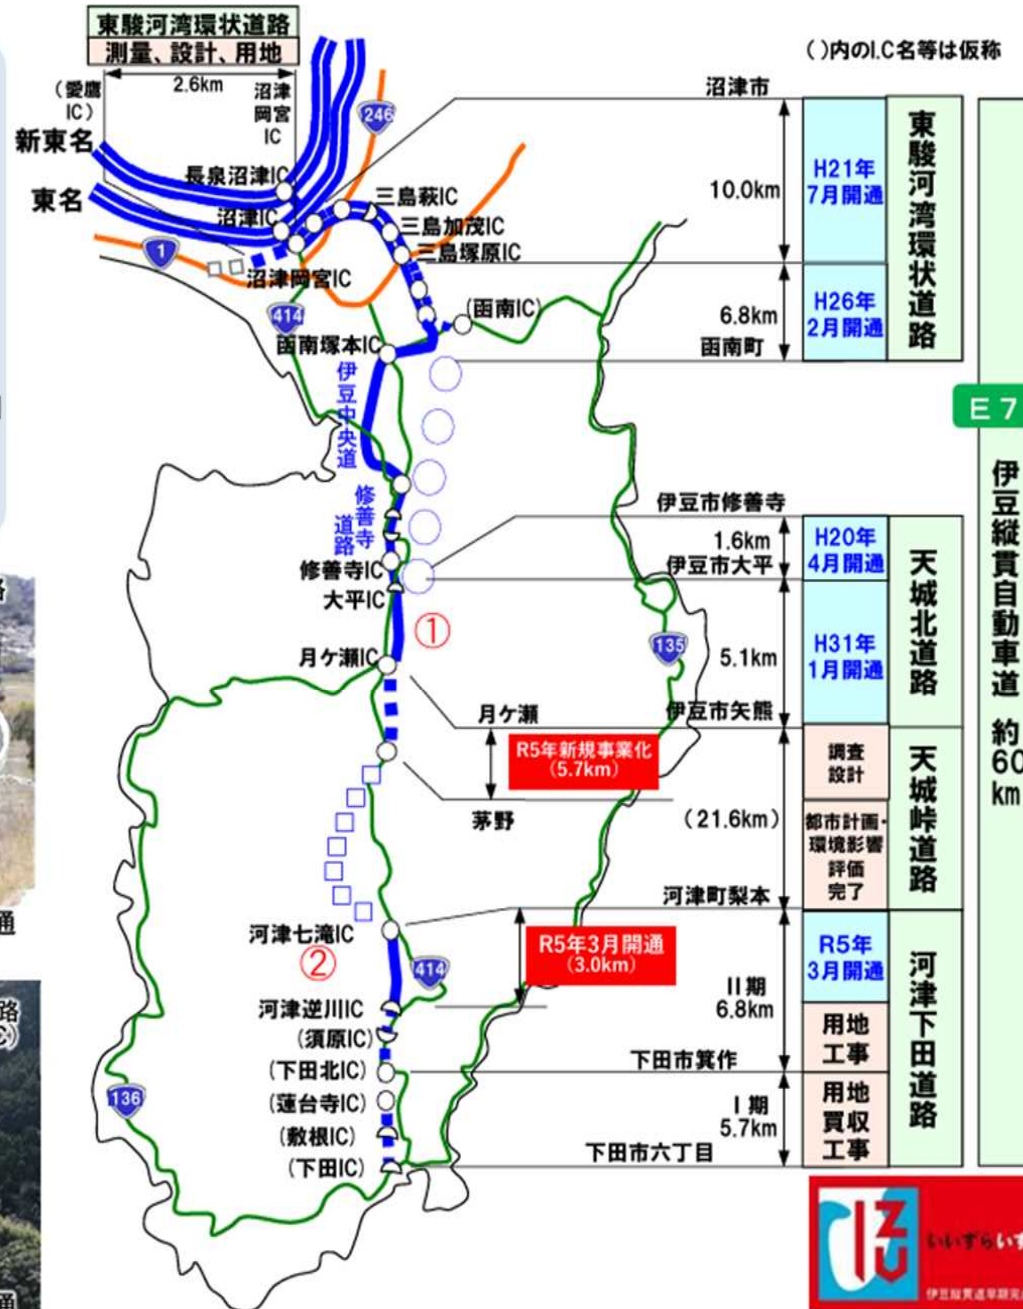 東駿河湾環状道路
測量、設計、用地
2.6km
(愛鷹
IC)
沼津
岡宮
IC
新東名
東名
長泉沼津IC
沼津IC
沼津岡宮IC
246
1
414
三島萩IC
三島加茂IC
三島塚原IC
(函南IC)
函南塚本IC
伊豆中央道
修善寺
道路
修善寺IC
大平IC
①
月ケ瀬IC
月ケ瀬
茅野
R5年新規事業化
(5.7km)
135
河津七滝IC
②
414
R5年3月開通
(3.0km)
河津逆川IC
(須原IC)
(下田北IC)
(蓮台寺IC)
(敷根IC)
(下田IC)
136
( )内のI.C名等は仮称
沼津市
10.0km
H21年
7月開通
東駿河湾環状道路
6.8km
H26年
2月開通
函南町
E7
伊豆縦貫自動車道 約60km
伊豆市修善寺
1.6km
H20年
4月開通
伊豆市大平
天城北道路
5.1km
H31年
1月開通
伊豆市矢熊
調査
設計
天城峠道路
(21.6km)
都市計画・
環境影響
評価
完了
河津町梨本
R5年
3月開通
河津下田道路
II期
6.8km
用地
工事
下田市箕作
I期
5.7km
用地
買収
工事
下田市六丁目
路
通
路
C)
通
IZU
いいずらいず